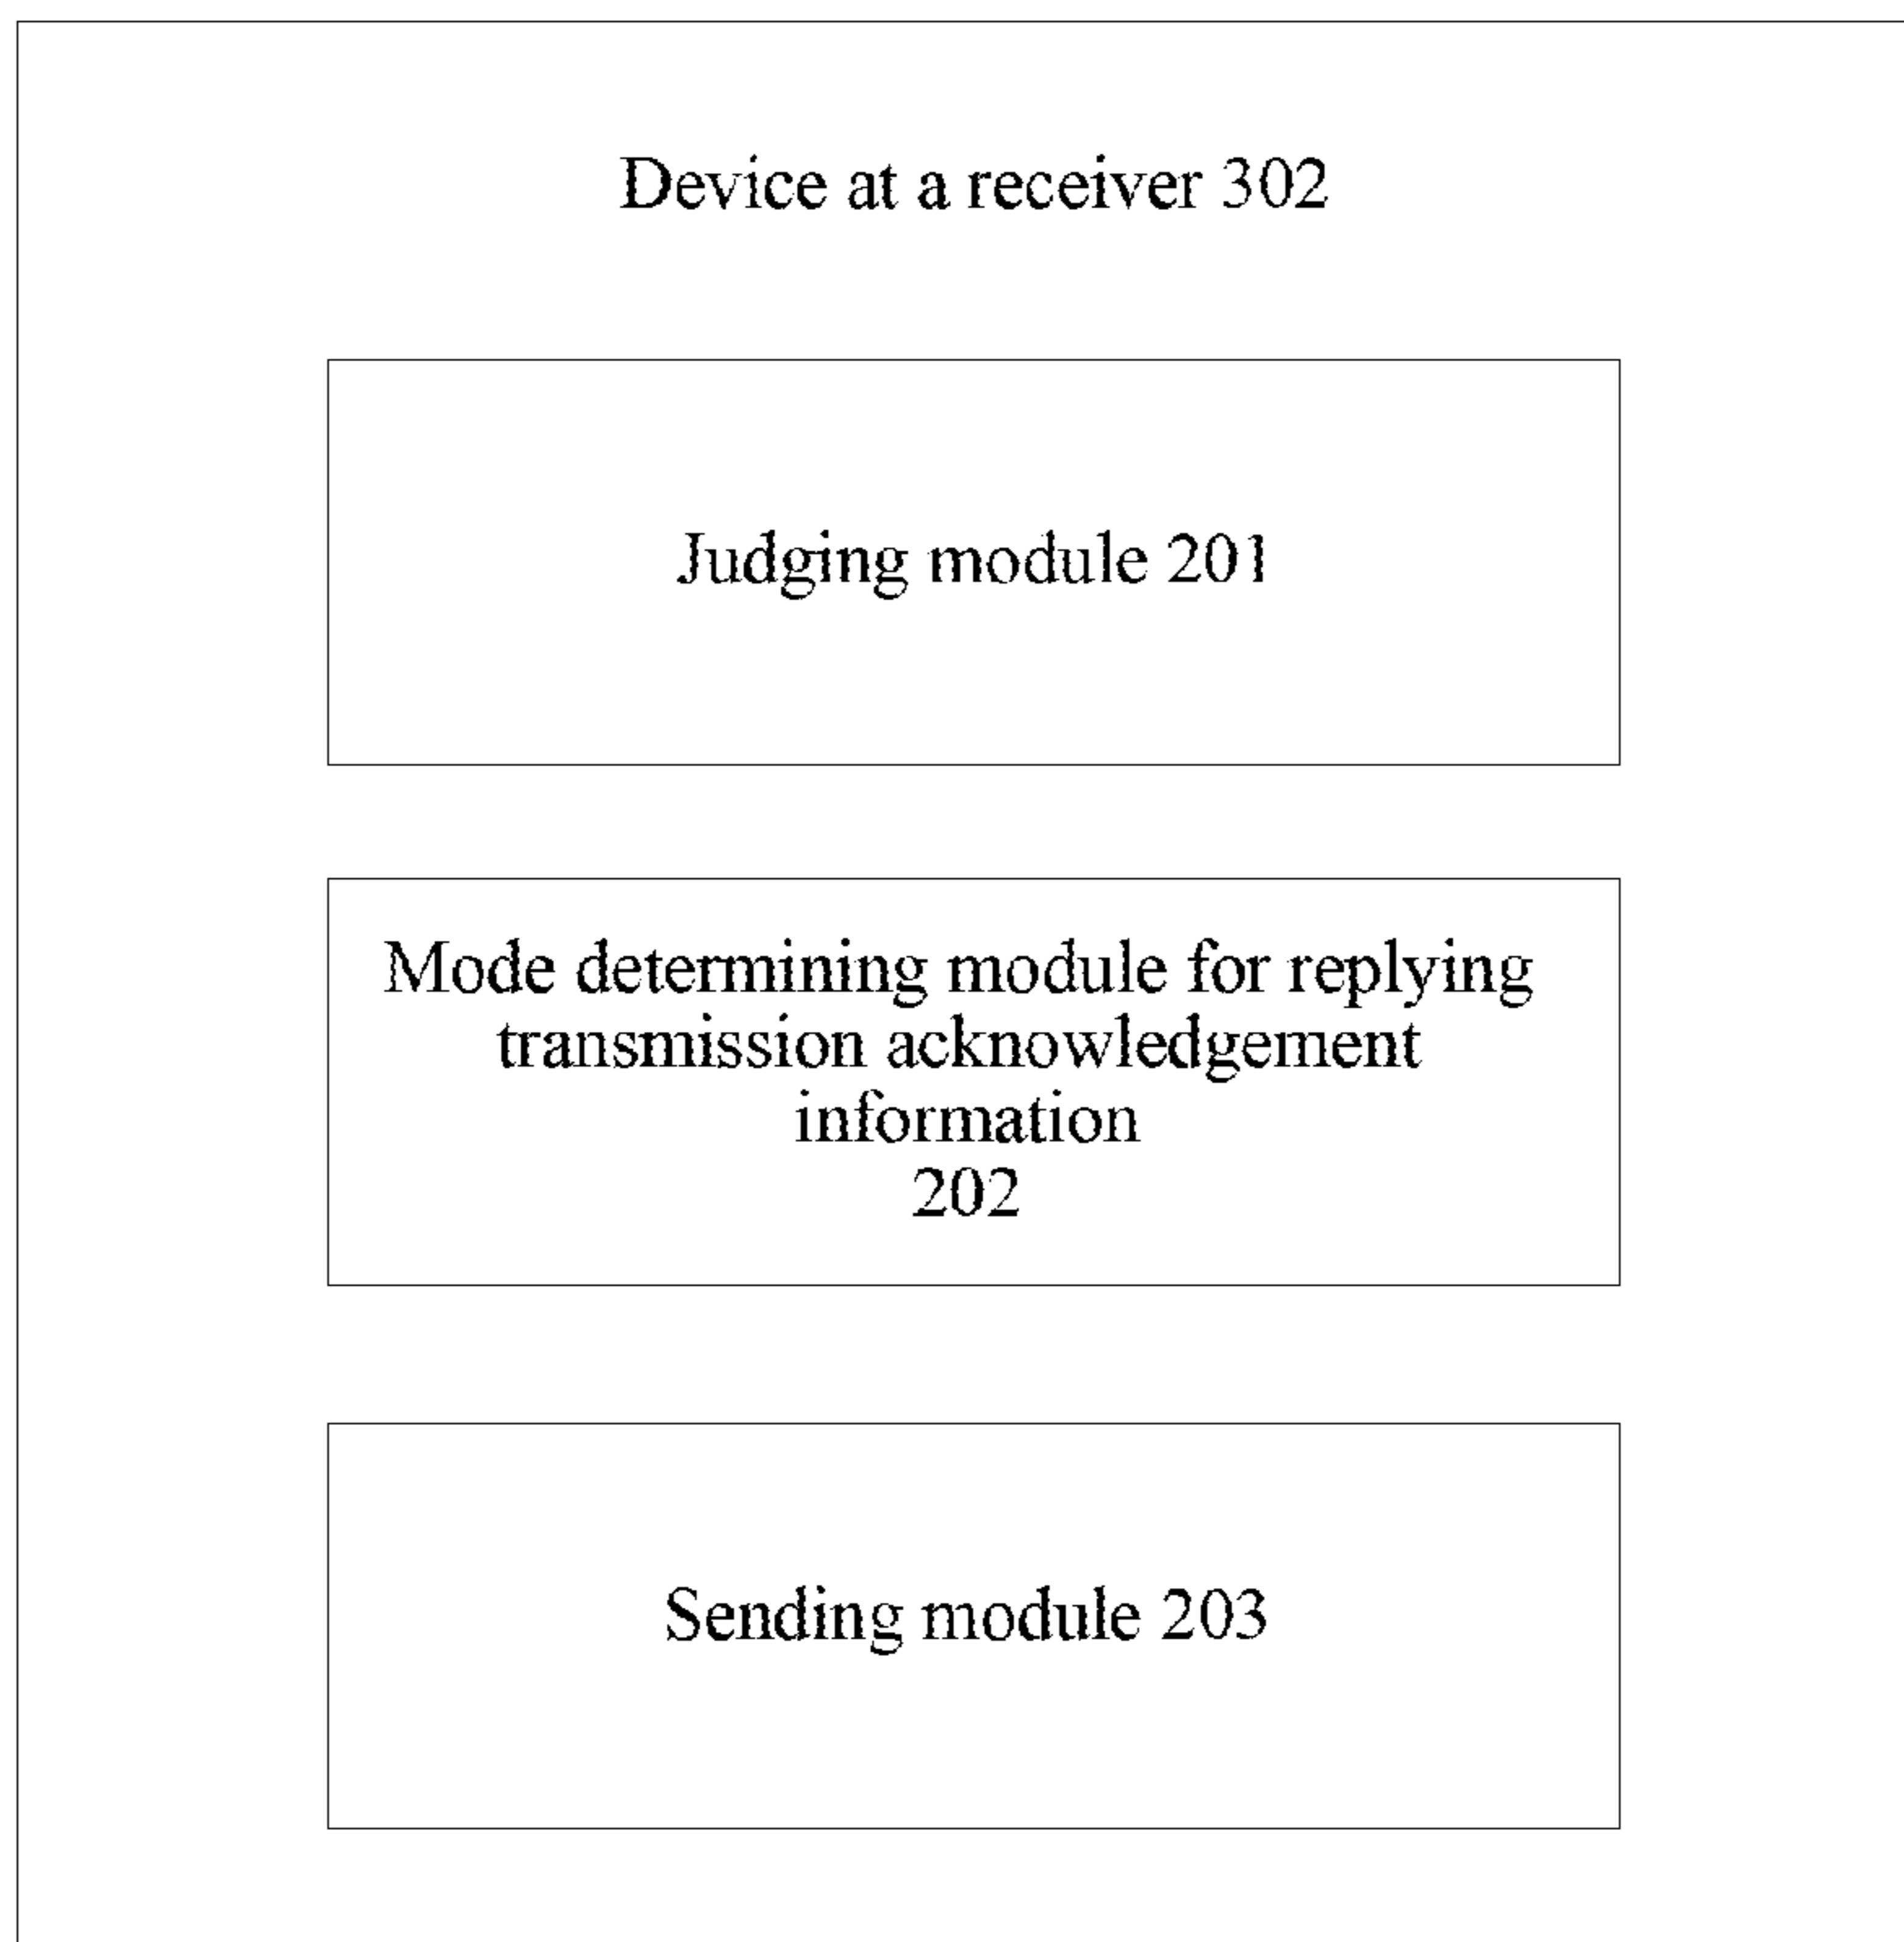 Device at a receiver 302
Judging module 201
Mode determining module for replying
transmission acknowledgement
information
202
Sending module 203